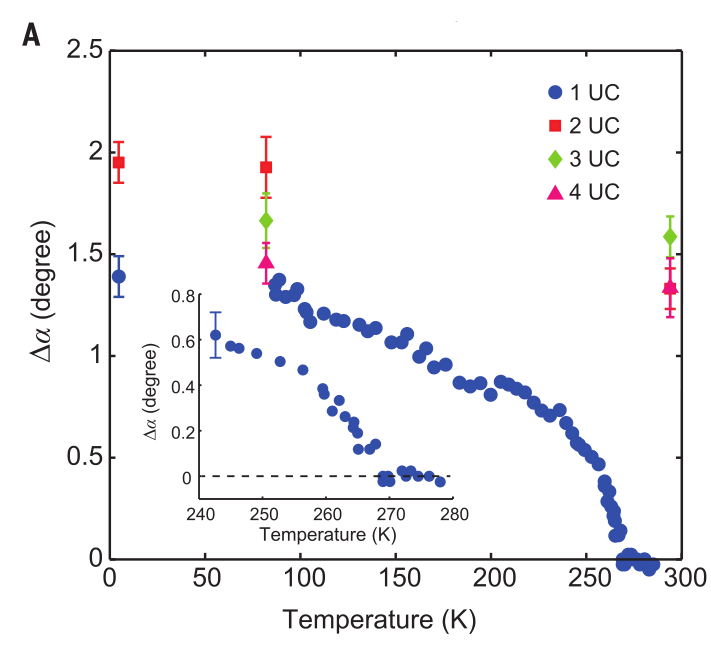 A
2.5
2
1.5
1
0.5
0
Δα (degree)
1 UC
2 UC
3 UC
4 UC
0.8
0.6
0.4
0.2
0
Δα (degree)
240 250 260 270 280
Temperature (K)
0 50 100 150 200 250 300
Temperature (K)